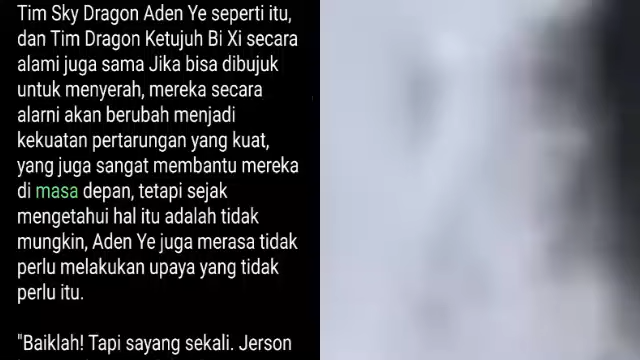 Tim Sky Dragon Aden Ye seperti itu,
dan Tim Dragon Ketujuh Bi Xi secara
alami juga sama Jika bisa dibujuk
untuk menyerah, mereka secara
alarni akan berubah menjadi
kekuatan pertarungan yang kuat,
yang juga sangat membantu mereka
di masa depan, tetapi sejak
mengetahui hal itu adalah tidak
mungkin, Aden Ye juga merasa tidak
perlu melakukan upaya yang tidak
perlu itu.
"Baiklah! Tapi sayang sekali. Jerson